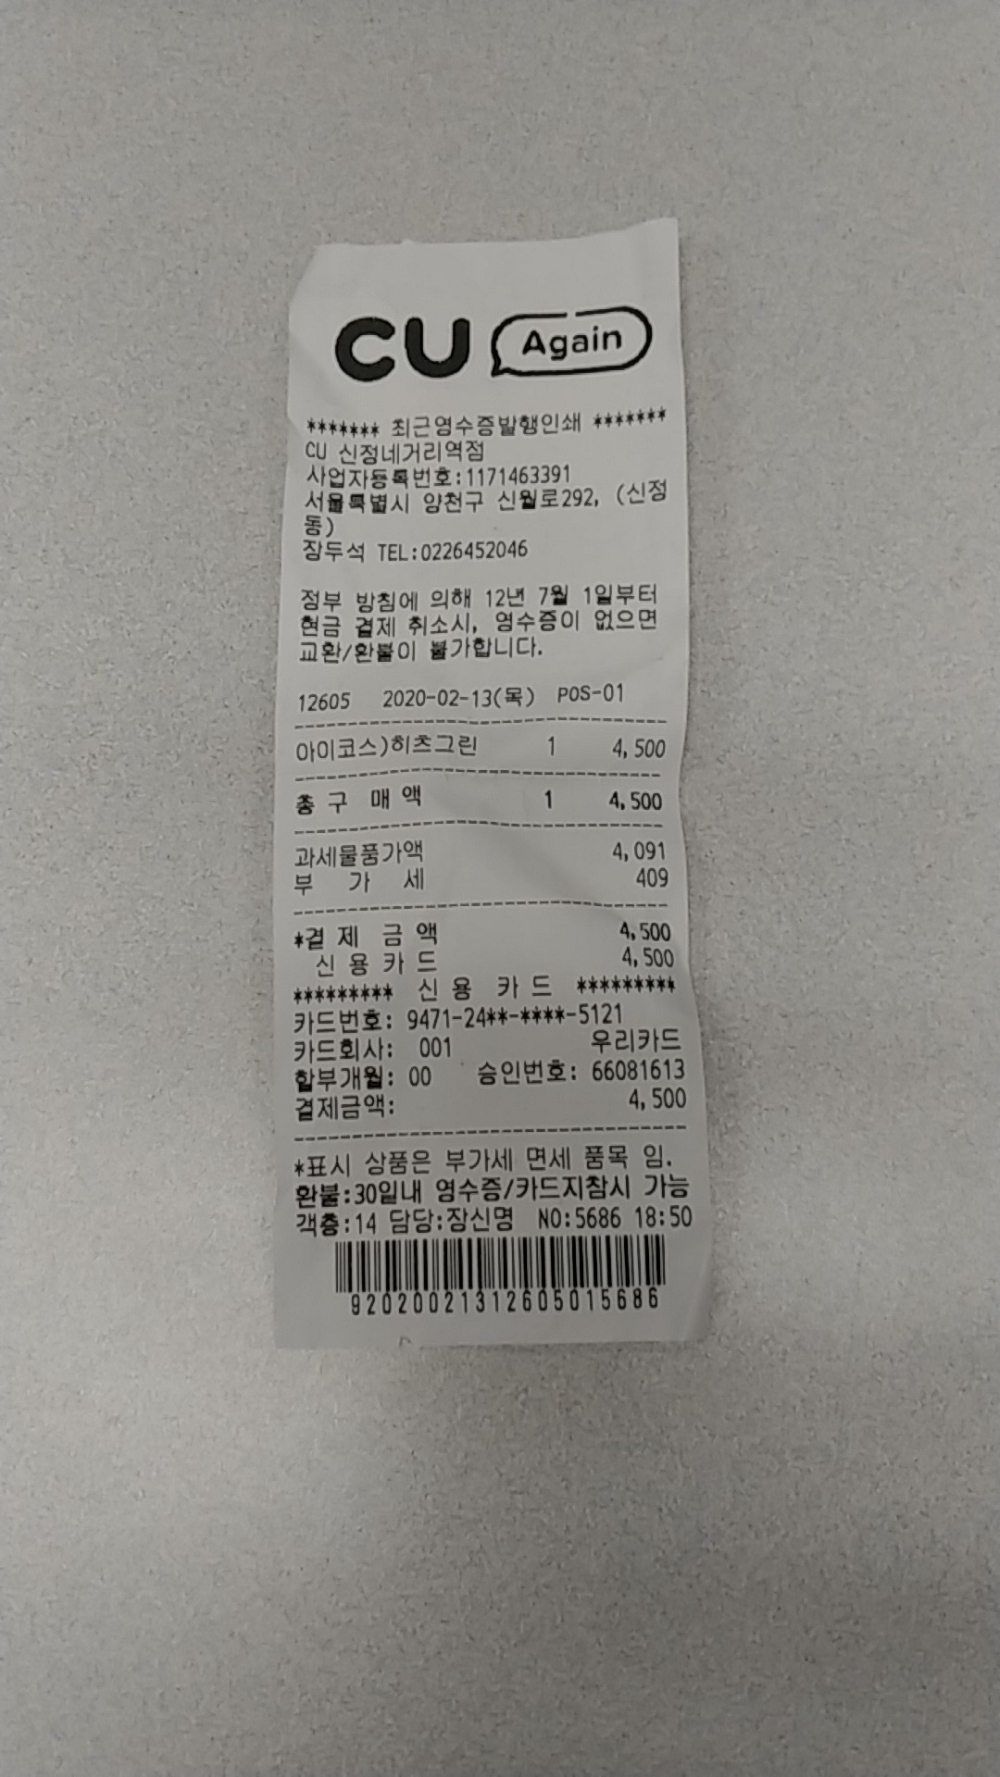 CU Again
******* 최근영수증발행인쇄 *******
CU 신정네거리역점
사업자등록번호:1171463391
서울특별시 양천구 신월로292, (신정
동)
장두석 TEL:0226452046
정부 방침에 의해 12년 7월 1일부터
현금 결제 취소시, 영수증이 없으면
교환/환불이 불가합니다.
12605 2020-02-13(목) POS-01
아이코스)히츠그린 1 4,500
총 구 매 액 1 4,500
과세물품가액 4,091
부 가 세 409
*결 제 금 액 4,500
신 용 카 드 4,500
********* 신 용 카 드 *********
카드번호: 9471-24**-****-5121
카드회사: 001 우리카드
할부개월: 00 승인번호: 66081613
결제금액: 4,500
*표시 상품은 부가세 면세 품목 임.
환불:30일내 영수증/카드지참시 가능
객층:14 담당:장신명 NO:5686 18:50
92020021312605015686